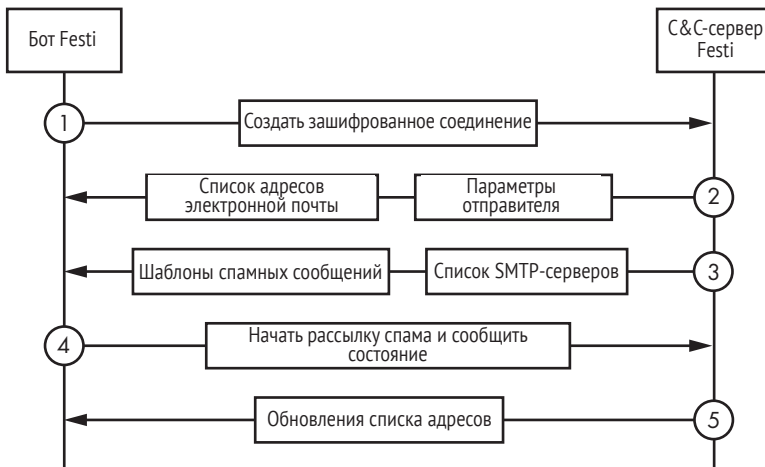 Бот Festi
C&C-сервер
Festi
1
Создать зашифрованное соединение
Список адресов
электронной почты
Параметры
отправителя
2
Шаблоны спамных сообщений
Список SMTP-серверов
3
4
Начать рассылку спама и сообщить
состояние
Обновления списка адресов
5